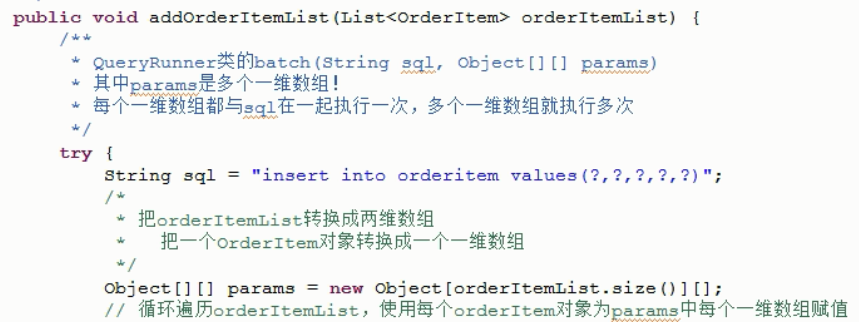 public void addOrderItemList(List<OrderItem> orderItemList) {
/**
* QueryRunner类的batch(String sql, Object[][] params)
* 其中params是多个一维数组！
* 每个一维数组都与sql在一起执行一次，多个一维数组就执行多次
*/
try {
String sql = "insert into orderitem values(?,?,?,?,?)";
/*
* 把orderItemList转换成两维数组
* 把一个OrderItem对象转换成一个一维数组
*/
Object[][] params = new Object[orderItemList.size()][];
// 循环遍历orderItemList，使用每个orderItem对象为params中每个一维数组赋值